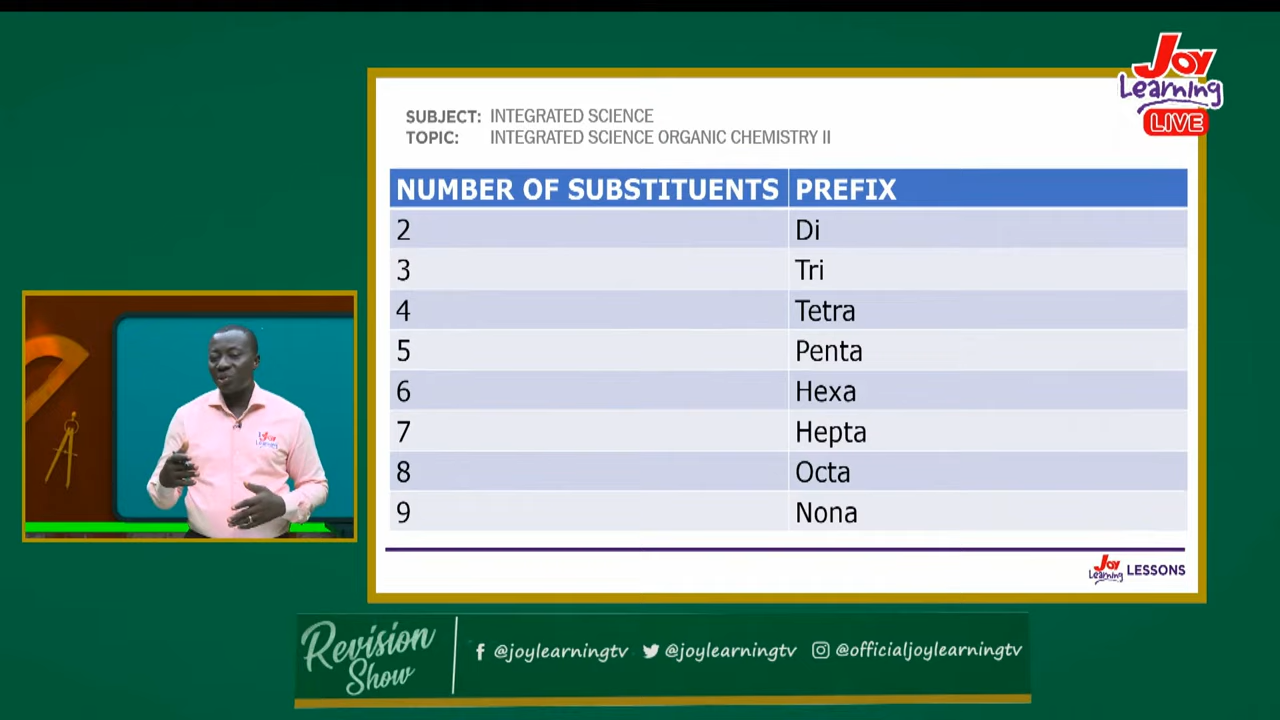 Joy
Learning
LIVE
SUBJECT: INTEGRATED SCIENCE
TOPIC: INTEGRATED SCIENCE ORGANIC CHEMISTRY II
NUMBER OF SUBSTITUENTS PREFIX
2 Di
3 Tri
4 Tetra
5 Penta
6 Hexa
7 Hepta
8 Octa
9 Nona
Joy
Learning LESSONS
Joy
Learning
Revision
Show
@joylearningtv @joylearningtv @officialjoylearningtv